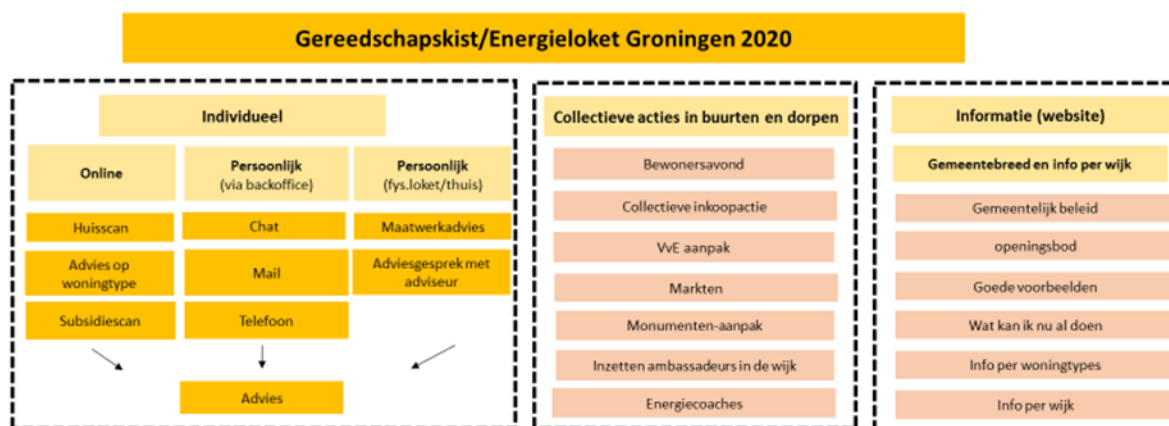 Gereedschapskist/Energieloket Groningen 2020
Individueel
Online
Huisscan
Advies op
woningtype
Subsidiescan
Persoonlijk
(via backoffice)
Chat
Mail
Telefoon
Persoonlijk
(fys.loket/thuis)
Maatwerkadvies
Adviesgesprek met
adviseur
Advies
Collectieve acties in buurten en dorpen
Bewonersavond
Collectieve inkoopactie
VvE aanpak
Markten
Monumenten-aanpak
Inzetten ambassadeurs in de wijk
Energiecoaches
Informatie (website)
Gemeentebreed en info per wijk
Gemeentelijk beleid
openingsbod
Goede voorbeelden
Wat kan ik nu al doen
Info per woningtypes
Info per wijk